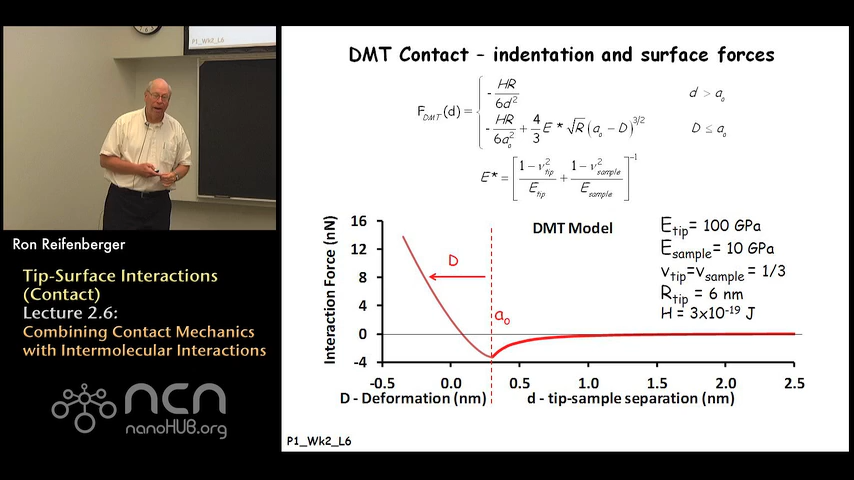 P1_Wk2_L6
DMT Contact – indentation and surface forces
F_DMT(d) = { - HR / 6d² d > a₀
- HR / 6a₀² + 4/3 E* √R (a₀ – D)^3/2 D ≤ a₀
E* = [ (1 – ν²_tip) / E_tip + (1 – ν²_sample) / E_sample ]^-1
Ron Reifenberger
Tip-Surface Interactions
(Contact)
Lecture 2.6:
Combining Contact Mechanics
with Intermolecular Interactions
ncn
nanoHUB.org
Interaction Force (nN)
16
12
8
4
0
-4
DMT Model
D
a₀
E_tip= 100 GPa
E_sample= 10 GPa
ν_tip=ν_sample= 1/3
R_tip = 6 nm
H = 3x10^-19 J
-0.5 0.0 0.5 1.0 1.5 2.0 2.5
D - Deformation (nm) d - tip-sample separation (nm)
P1_Wk2_L6